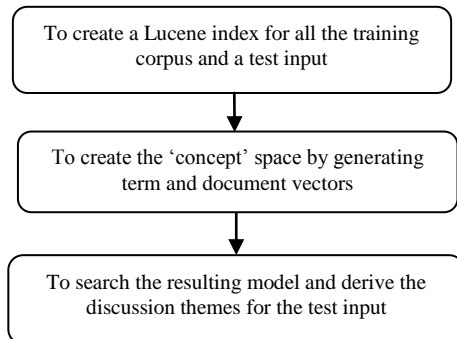 To create a Lucene index for all the training
corpus and a test input
To create the ‘concept’ space by generating
term and document vectors
To search the resulting model and derive the
discussion themes for the test input